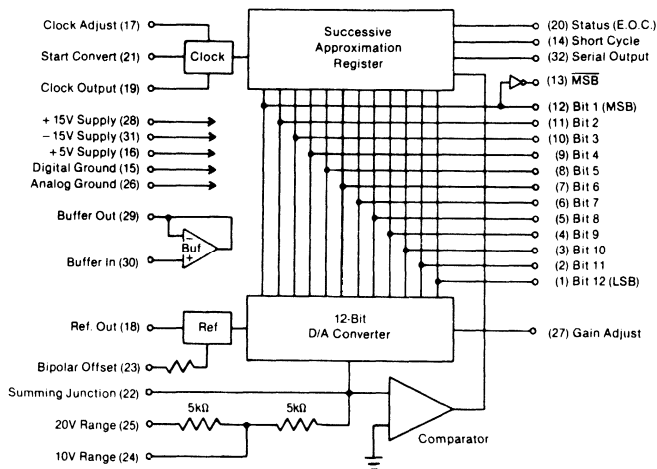 Clock Adjust (17)
Start Convert (21)
Clock Output (19)
Clock
Successive
Approximation
Register
(20) Status (E.O.C.)
(14) Short Cycle
(32) Serial Output
(13) M̅S̅B̅
(12) Bit 1 (MSB)
(11) Bit 2
(10) Bit 3
(9) Bit 4
(8) Bit 5
(7) Bit 6
(6) Bit 7
(5) Bit 8
(4) Bit 9
(3) Bit 10
(2) Bit 11
(1) Bit 12 (LSB)
+ 15V Supply (28)
− 15V Supply (31)
+ 5V Supply (16)
Digital Ground (15)
Analog Ground (26)
Buffer Out (29)
Buffer In (30)
−
Buf
+
Ref. Out (18)
Ref
12-Bit
D/A Converter
(27) Gain Adjust
Bipolar Offset (23)
Summing Junction (22)
5kΩ
5kΩ
20V Range (25)
10V Range (24)
Comparator